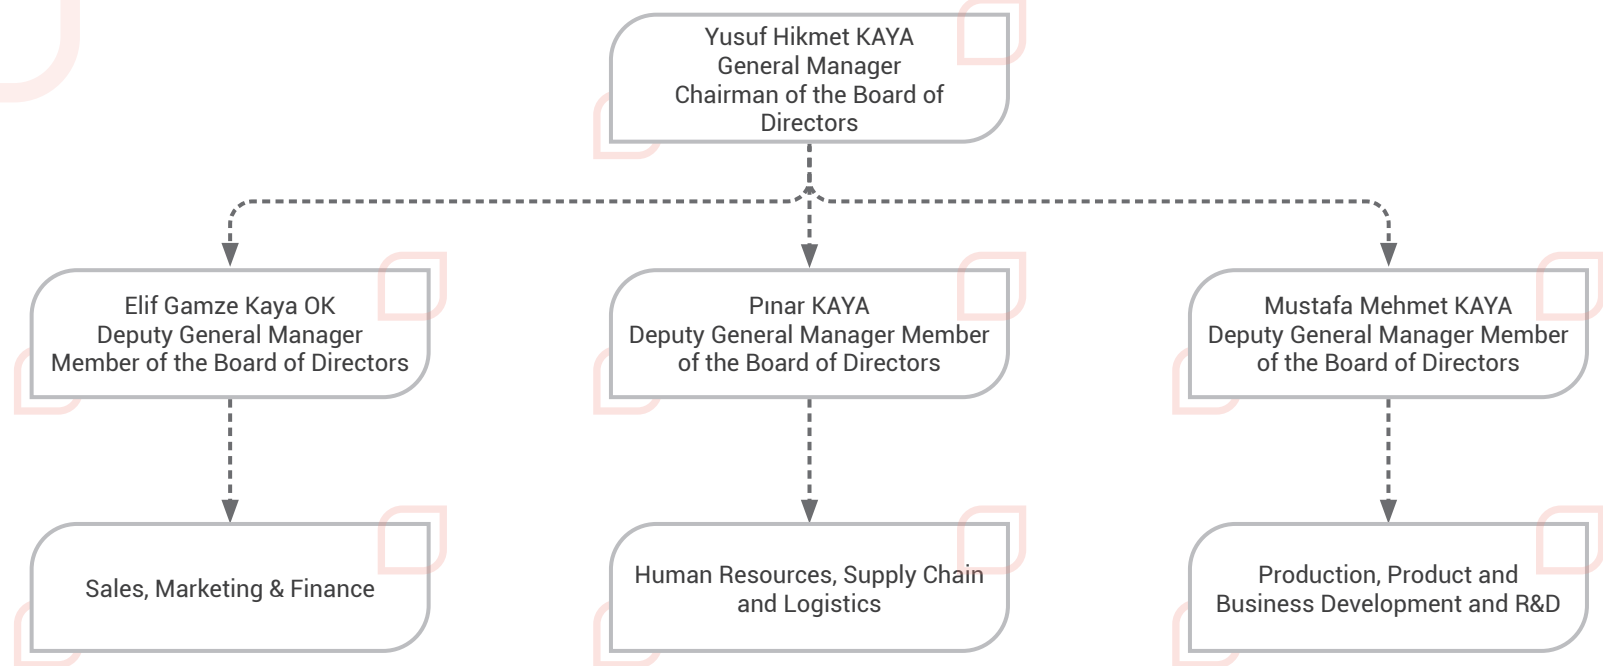 Yusuf Hikmet KAYA
General Manager
Chairman of the Board of
Directors
Elif Gamze Kaya OK
Deputy General Manager
Member of the Board of Directors
Pınar KAYA
Deputy General Manager Member
of the Board of Directors
Mustafa Mehmet KAYA
Deputy General Manager Member
of the Board of Directors
Sales, Marketing & Finance
Human Resources, Supply Chain
and Logistics
Production, Product and
Business Development and R&D